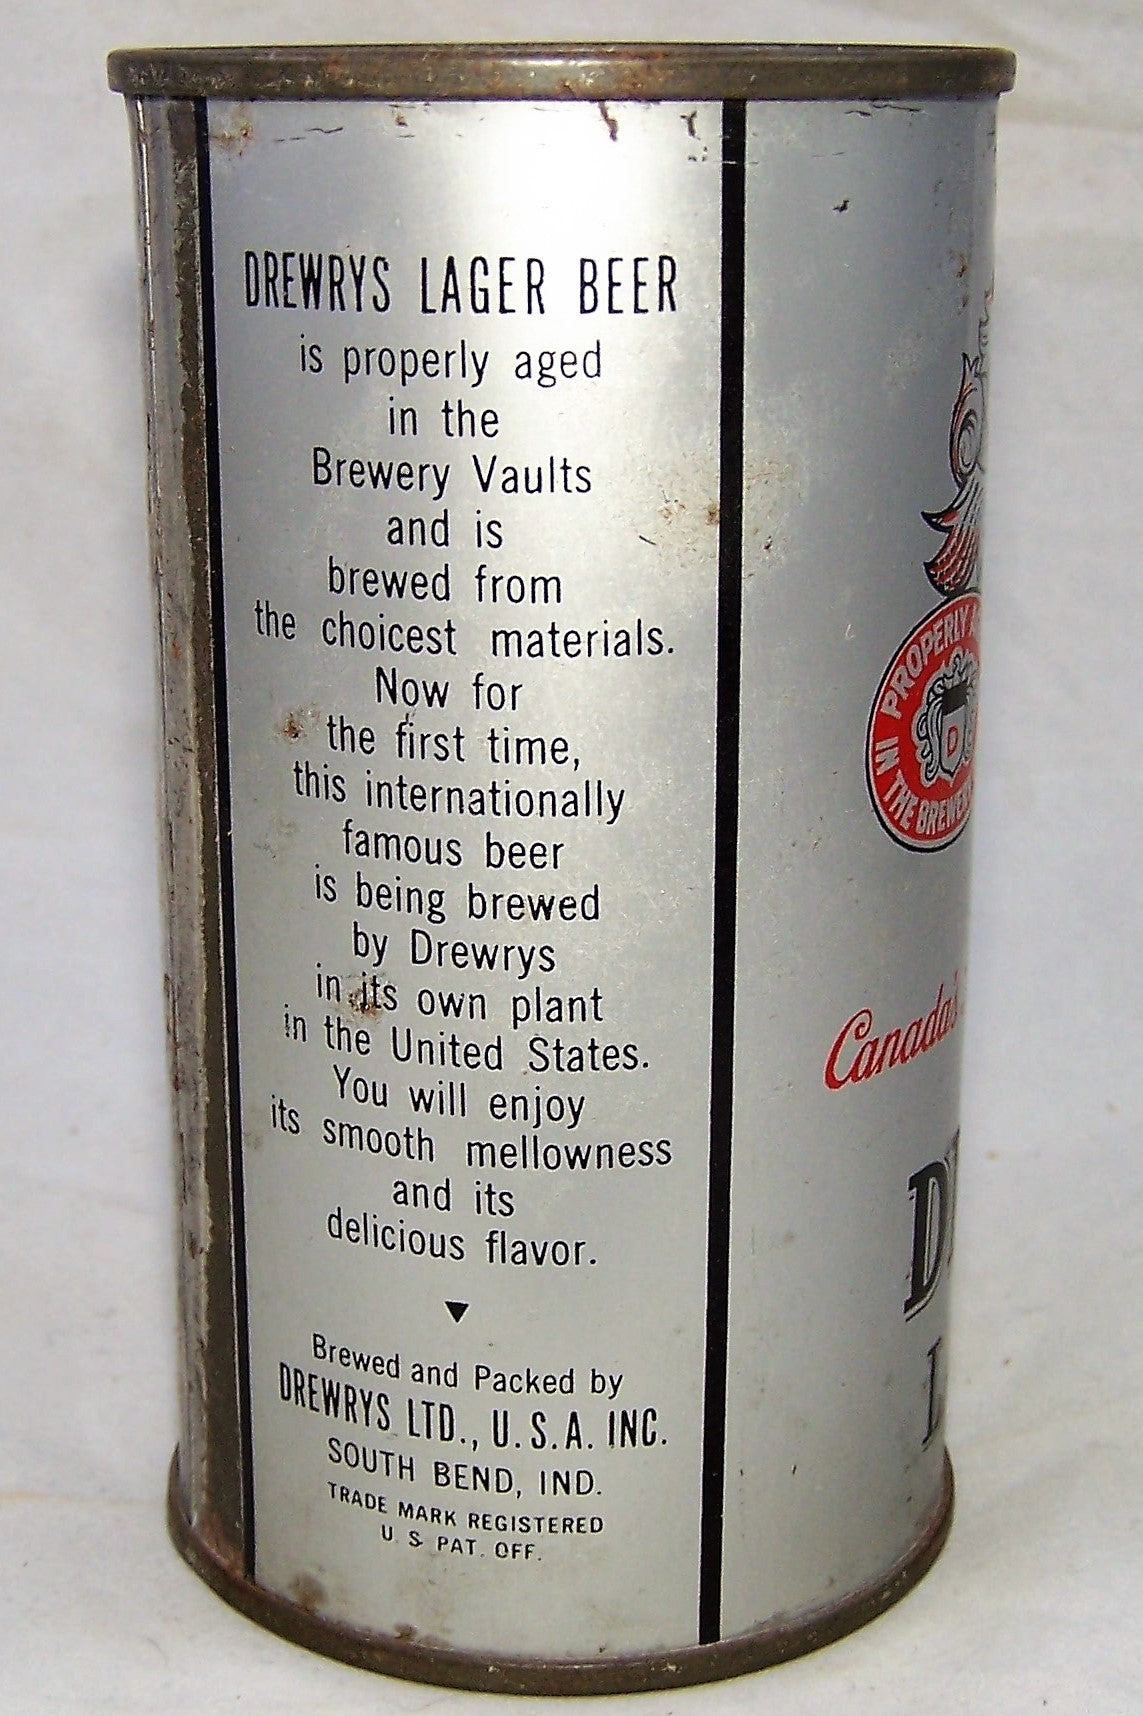 DREWRYS LAGER BEER
is properly aged
in the
Brewery Vaults
and is
brewed from
the choicest materials.
Now for
the first time,
this internationally
famous beer
is being brewed
by Drewrys
in its own plant
in the United States.
You will enjoy
its smooth mellowness
and its
delicious flavor.
Brewed and Packed by
DREWRYS LTD., U.S.A. INC.
SOUTH BEND, IND.
TRADE MARK REGISTERED
U. S. PAT. OFF.
PROPERLY
IN THE BREWERY
D
Canada's